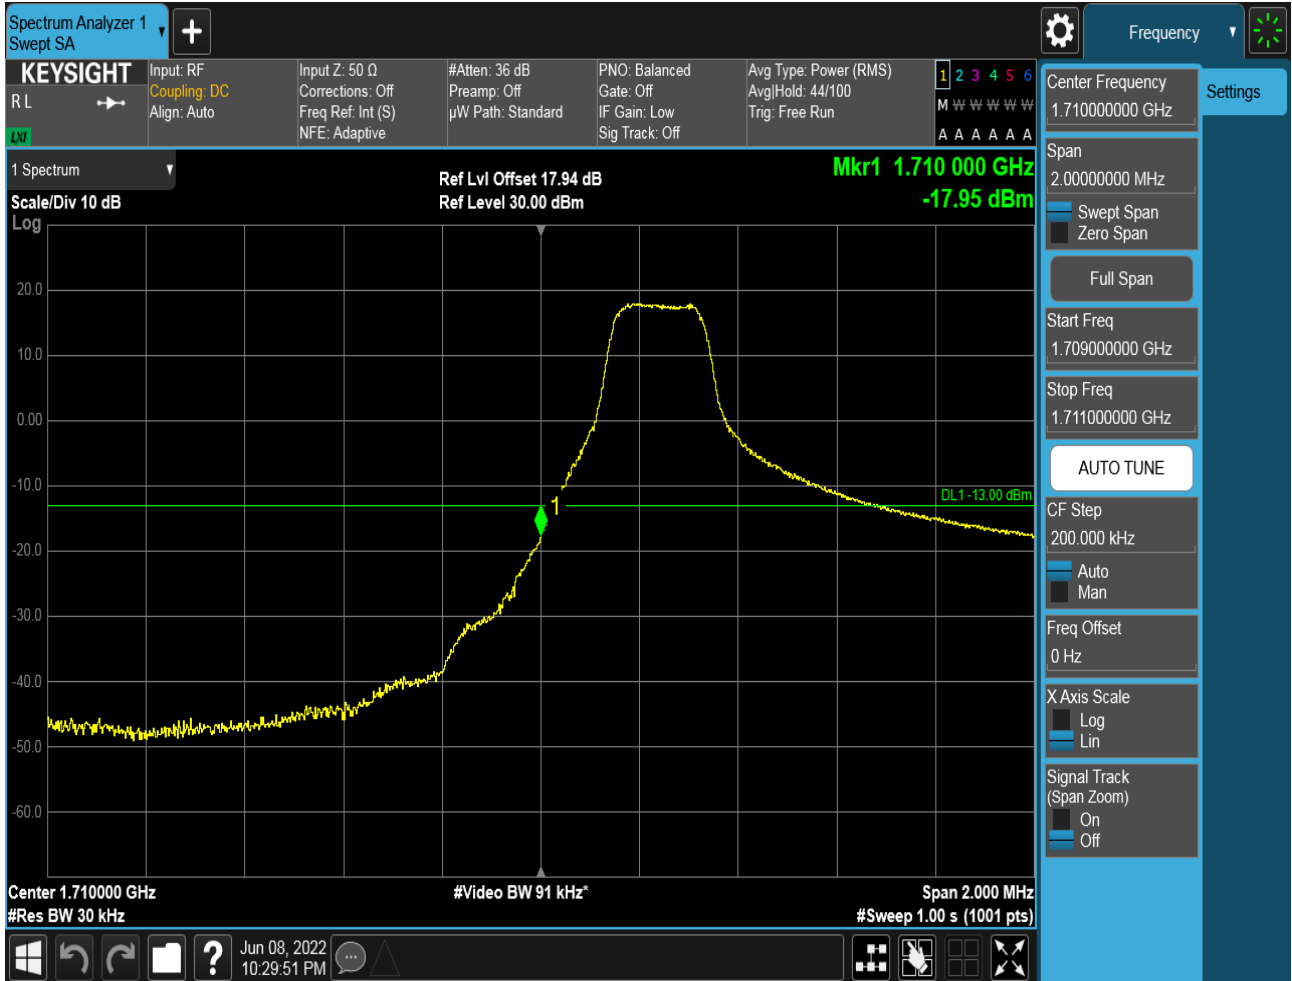 Spectrum Analyzer 1
Swept SA
Frequency
KEYSIGHT
R L
LXI
Input: RF
Coupling: DC
Align: Auto
Input Z: 50 Ω
Corrections: Off
Freq Ref: Int (S)
NFE: Adaptive
#Atten: 36 dB
Preamp: Off
µW Path: Standard
PNO: Balanced
Gate: Off
IF Gain: Low
Sig Track: Off
Avg Type: Power (RMS)
Avg|Hold: 44/100
Trig: Free Run
1 2 3 4 5 6
M W W W W W
A A A A A A
1 Spectrum
Scale/Div 10 dB
Log
Ref Lvl Offset 17.94 dB
Ref Level 30.00 dBm
Mkr1 1.710 000 GHz
-17.95 dBm
20.0
10.0
0.00
-10.0
-20.0
-30.0
-40.0
-50.0
-60.0
1
DL1 -13.00 dBm
Center 1.710000 GHz
#Res BW 30 kHz
#Video BW 91 kHz*
Span 2.000 MHz
#Sweep 1.00 s (1001 pts)
Center Frequency
1.710000000 GHz
Span
2.00000000 MHz
Swept Span
Zero Span
Full Span
Start Freq
1.709000000 GHz
Stop Freq
1.711000000 GHz
AUTO TUNE
CF Step
200.000 kHz
Auto
Man
Freq Offset
0 Hz
X Axis Scale
Log
Lin
Signal Track
(Span Zoom)
On
Off
Settings
?
Jun 08, 2022
10:29:51 PM